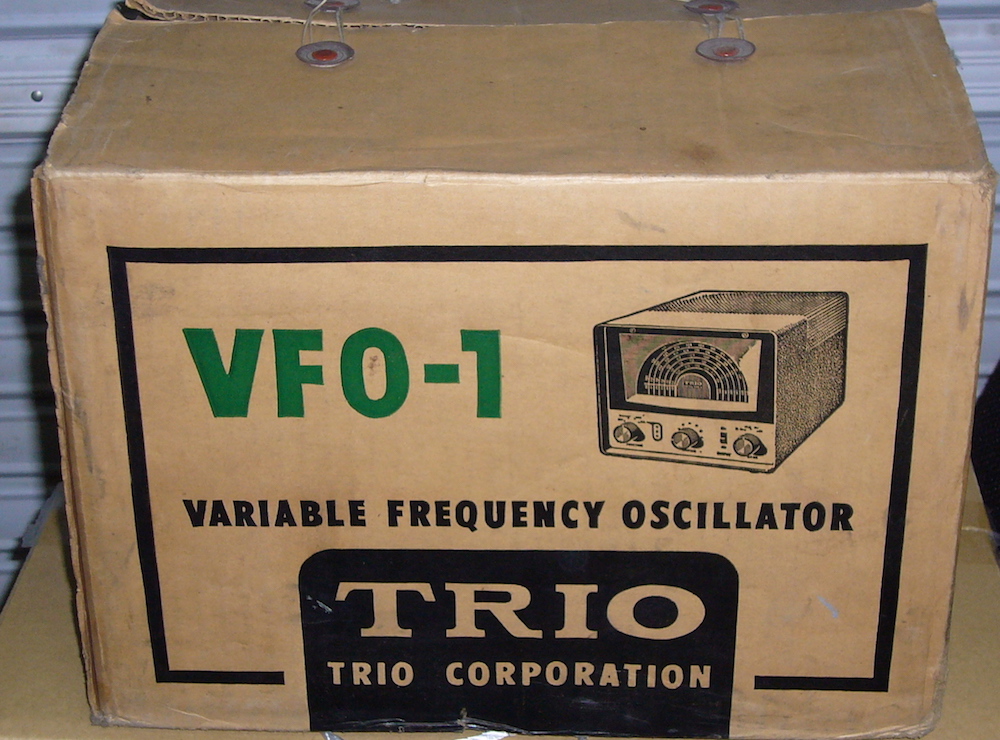 VFO-1
VARIABLE FREQUENCY OSCILLATOR
TRIO
TRIO CORPORATION